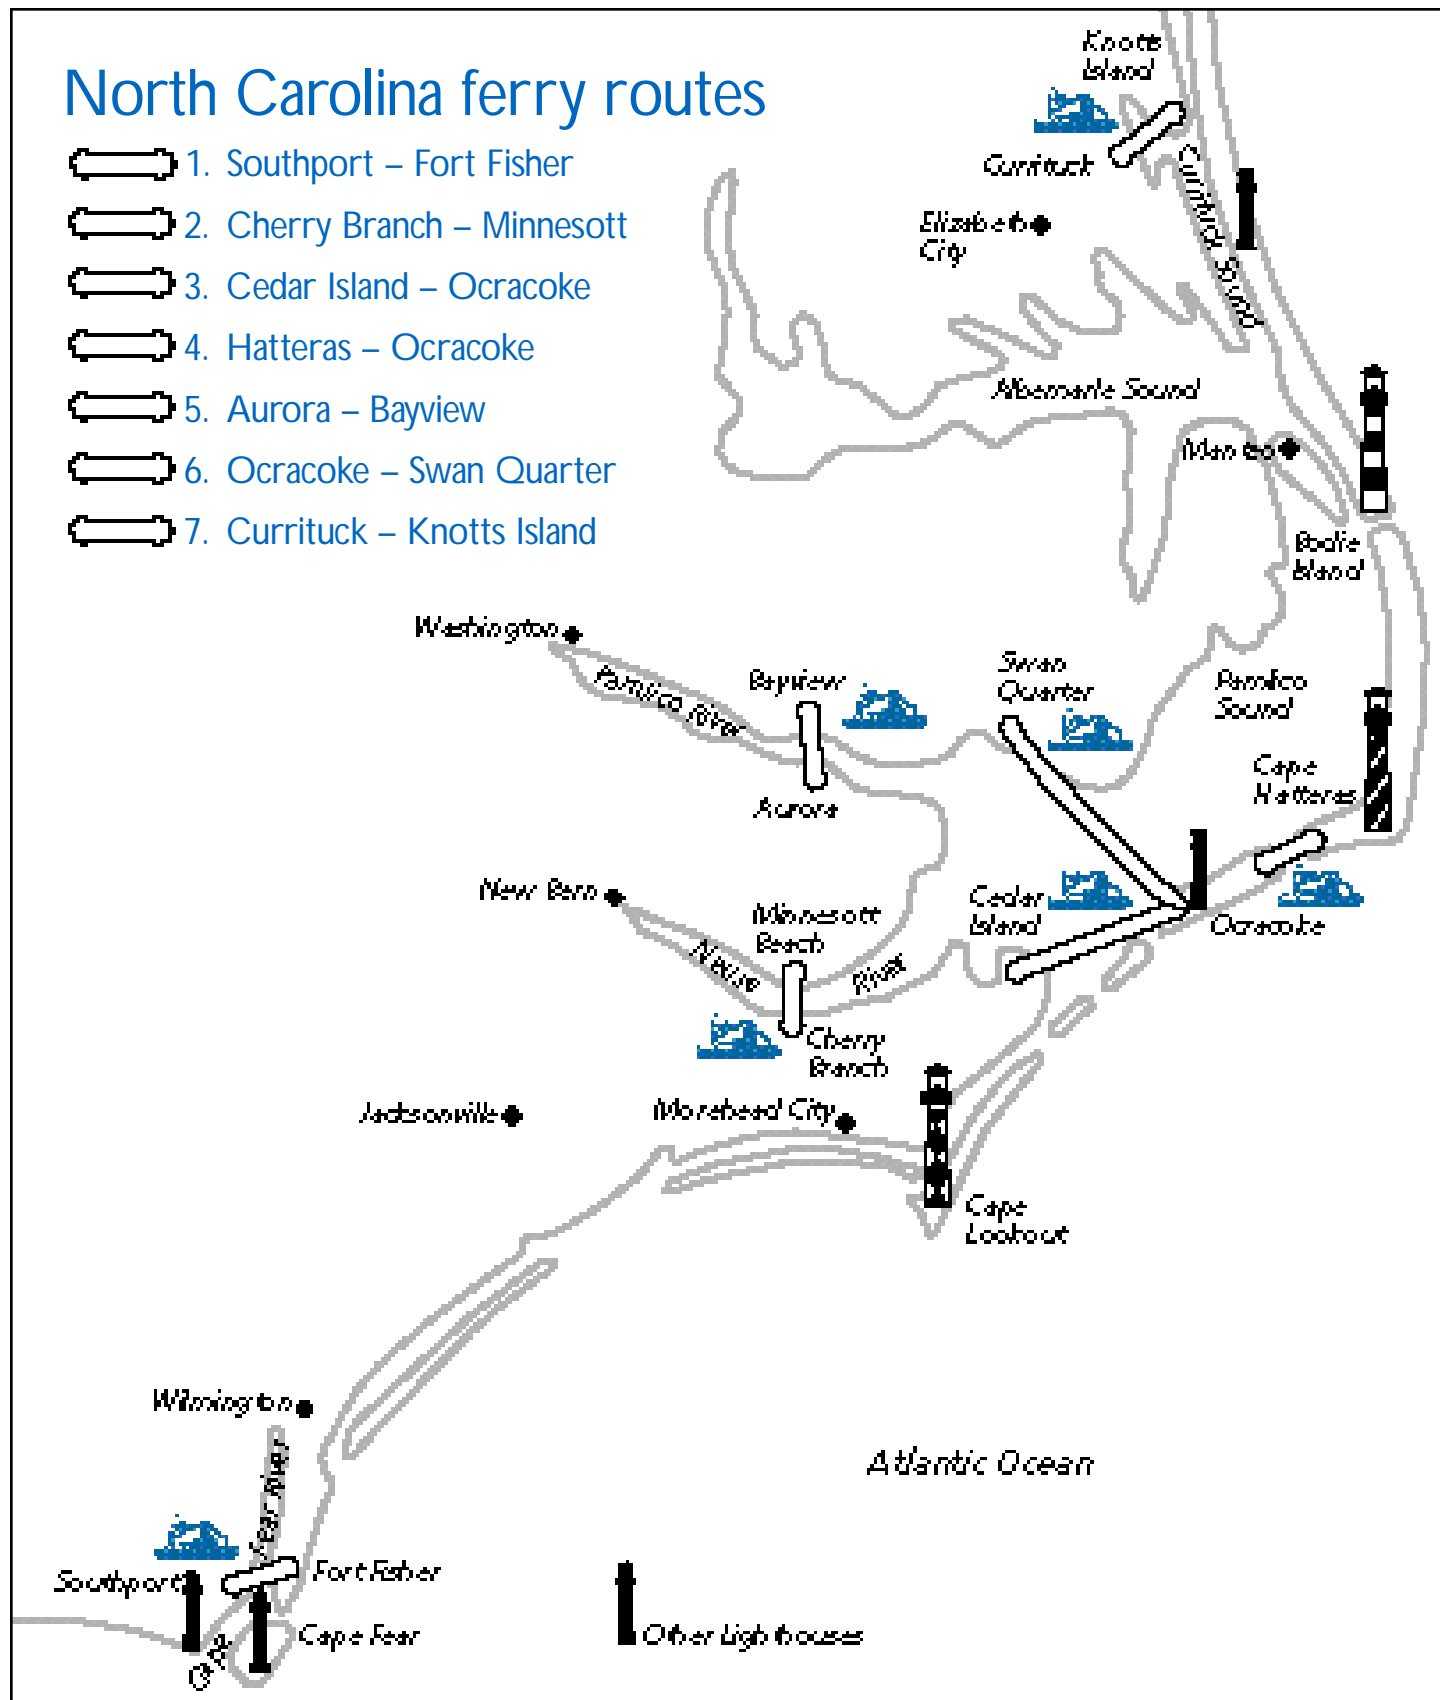 North Carolina ferry routes
1. Southport – Fort Fisher
2. Cherry Branch – Minnesott
3. Cedar Island – Ocracoke
4. Hatteras – Ocracoke
5. Aurora – Bayview
6. Ocracoke – Swan Quarter
7. Currituck – Knotts Island
Knotts
Island
Currituck
Currituck Sound
Elizabeth
City
Albemarle Sound
Manteo
Bodie
Island
Washington
Pamlico River
Bayview
Swan
Quarter
Pamlico
Sound
Cape
Hatteras
Aurora
New Bern
Minnesott
Beach
Cedar
Island
Ocracoke
Neuse
River
Cherry
Branch
Jacksonville
Morehead City
Cape
Lookout
Wilmington
Atlantic Ocean
Cape
Fear River
Southport
Fort Fisher
Cape Fear
Other Lighthouses